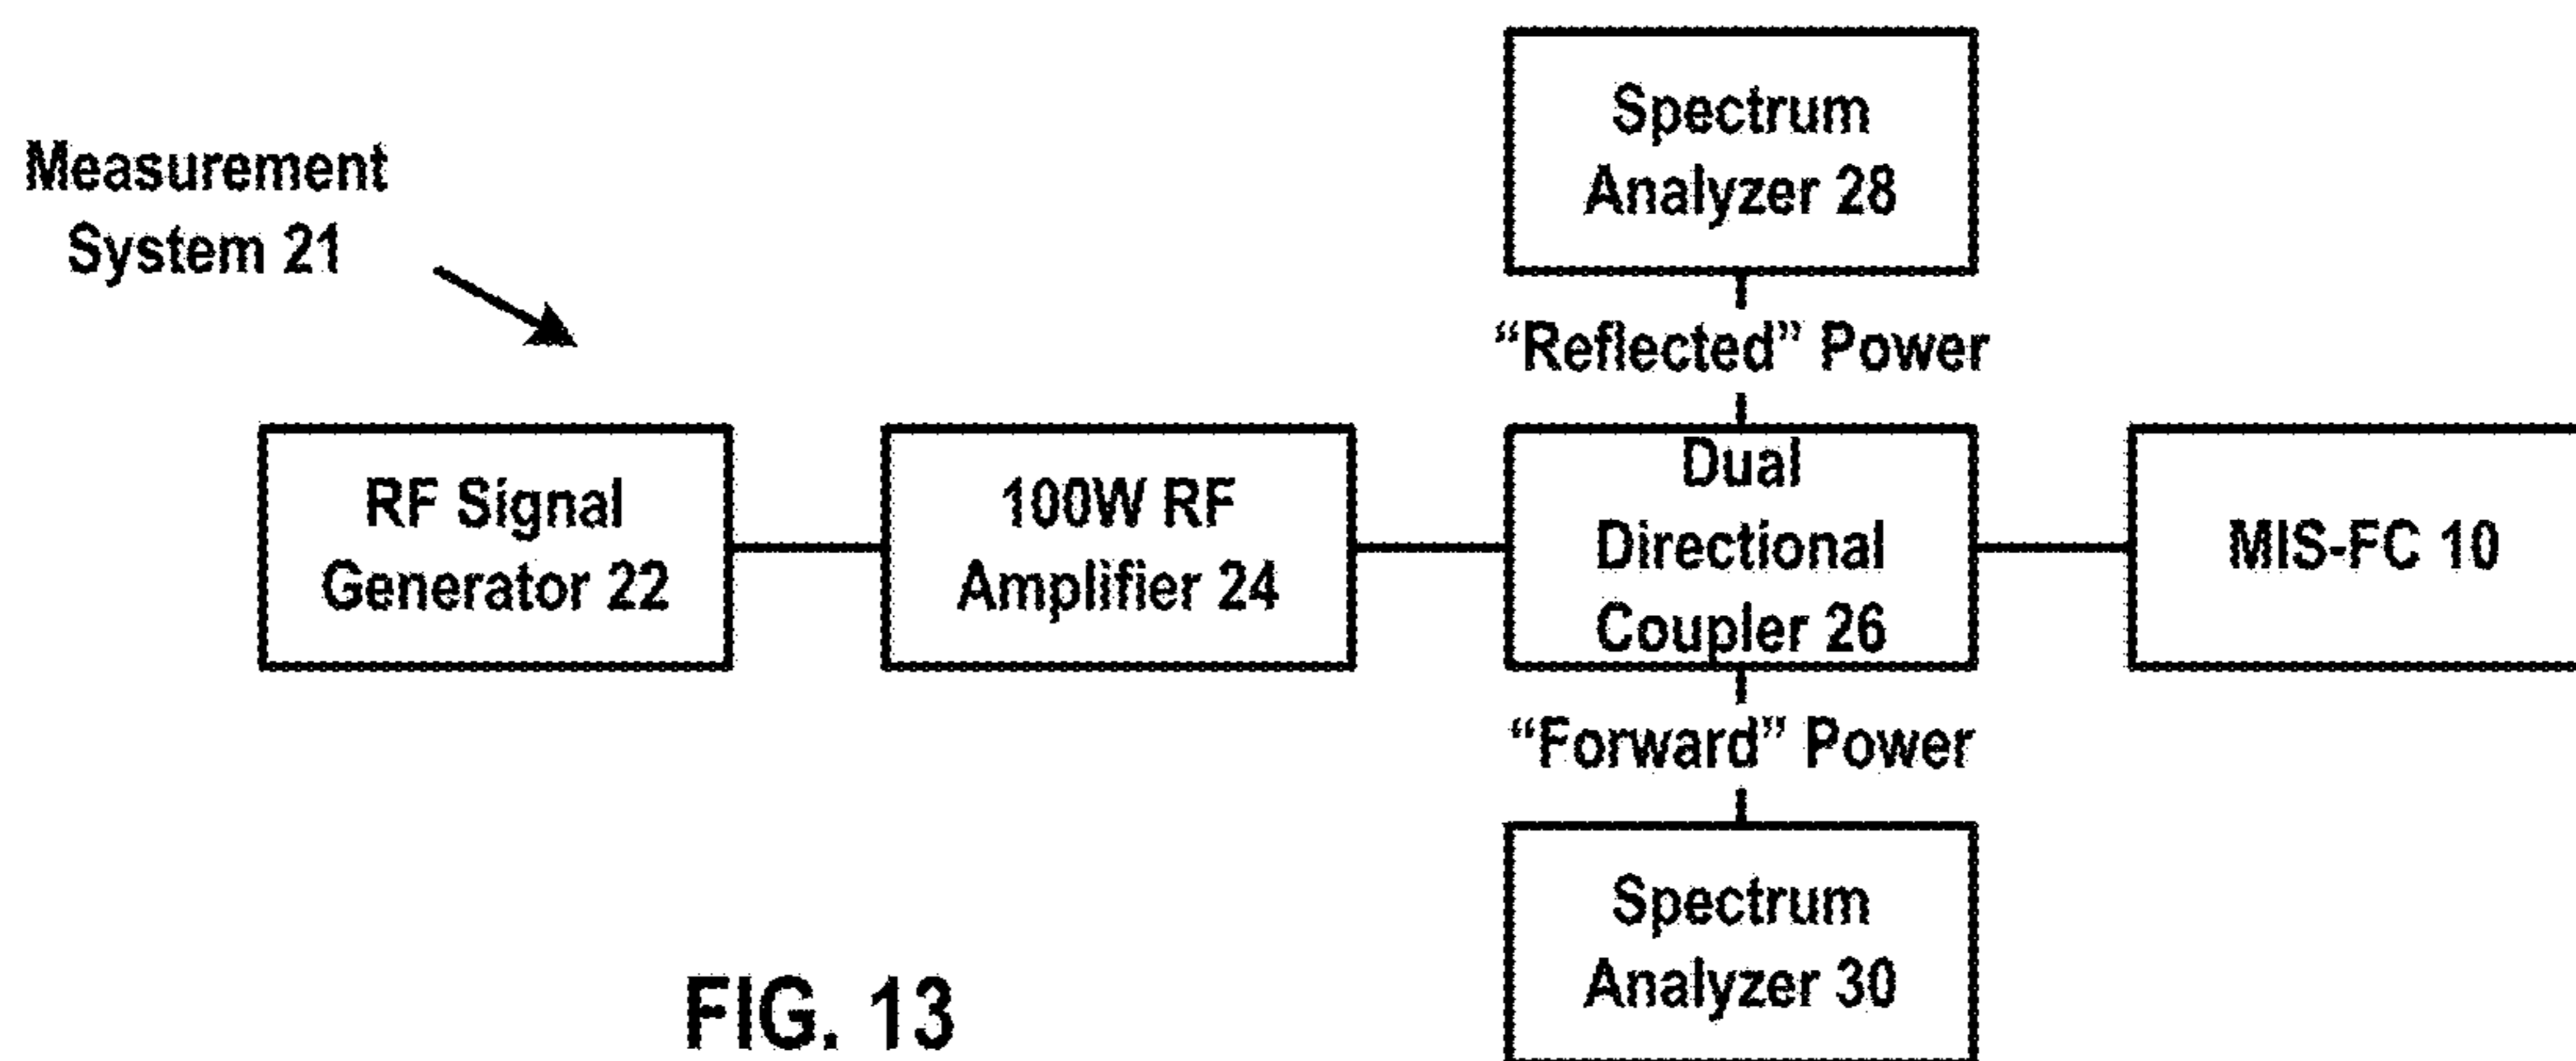 Measurement
System 21
Spectrum
Analyzer 28
“Reflected” Power
RF Signal
Generator 22
100W RF
Amplifier 24
Dual
Directional
Coupler 26
MIS-FC 10
“Forward” Power
Spectrum
Analyzer 30
FIG. 13